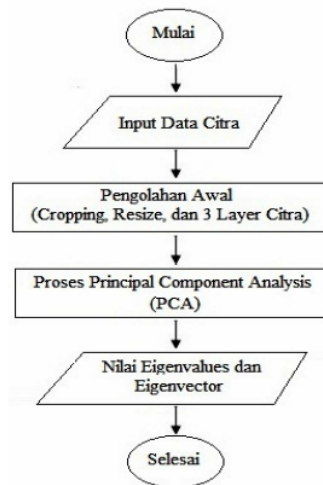 Mulai
Input Data Citra
Pengolahan Awal
(Cropping, Resize, dan 3 Layer Citra)
Proses Principal Component Analysis
(PCA)
Nilai Eigenvalues dan
Eigenvector
Selesai